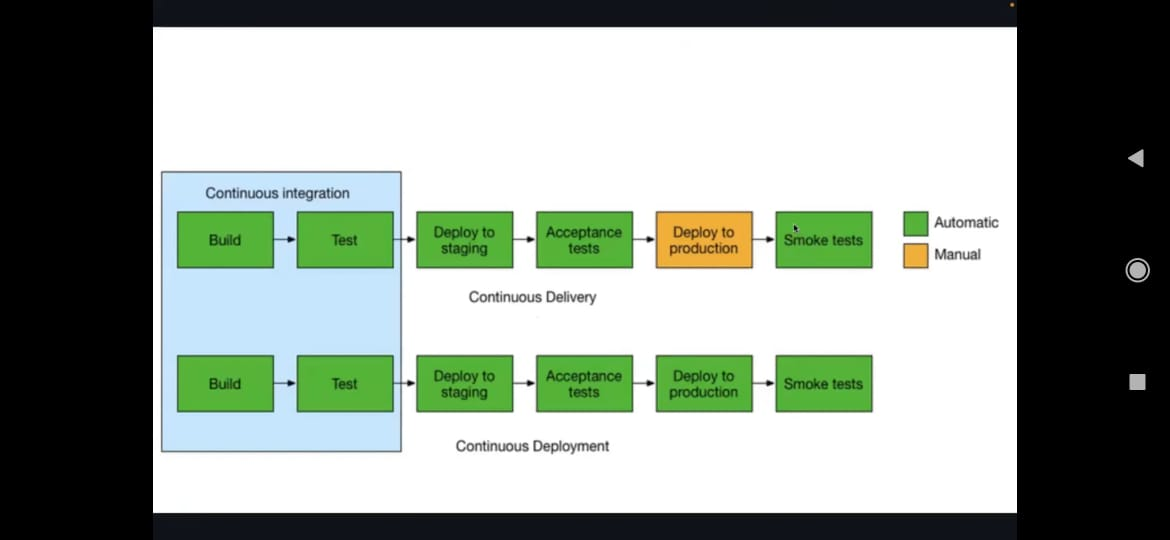 Continuous integration
Build
Test
Deploy to
staging
Acceptance
tests
Deploy to
production
Smoke tests
Automatic
Manual
Continuous Delivery
Build
Test
Deploy to
staging
Acceptance
tests
Deploy to
production
Smoke tests
Continuous Deployment